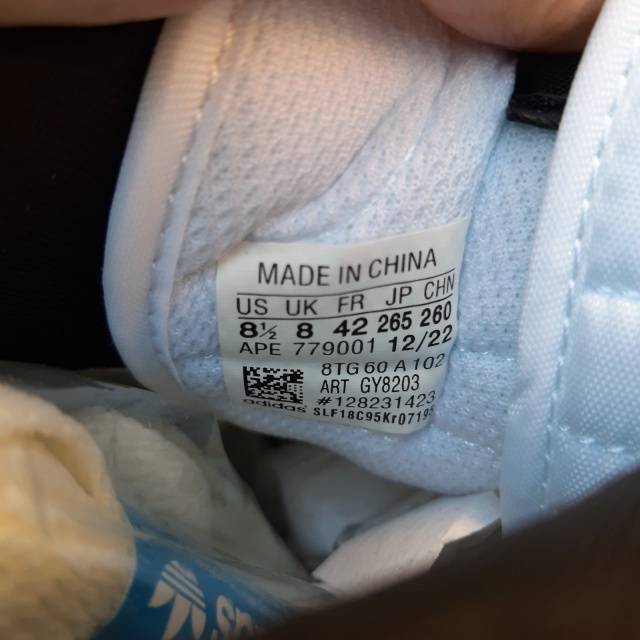 MADE IN CHINA
US UK FR JP CHN
8½ 8 42 265 260
APE 779001 12/22
8TG 60 A 102
ART GY8203
#128231423
adidas SLF18C95Kr0719